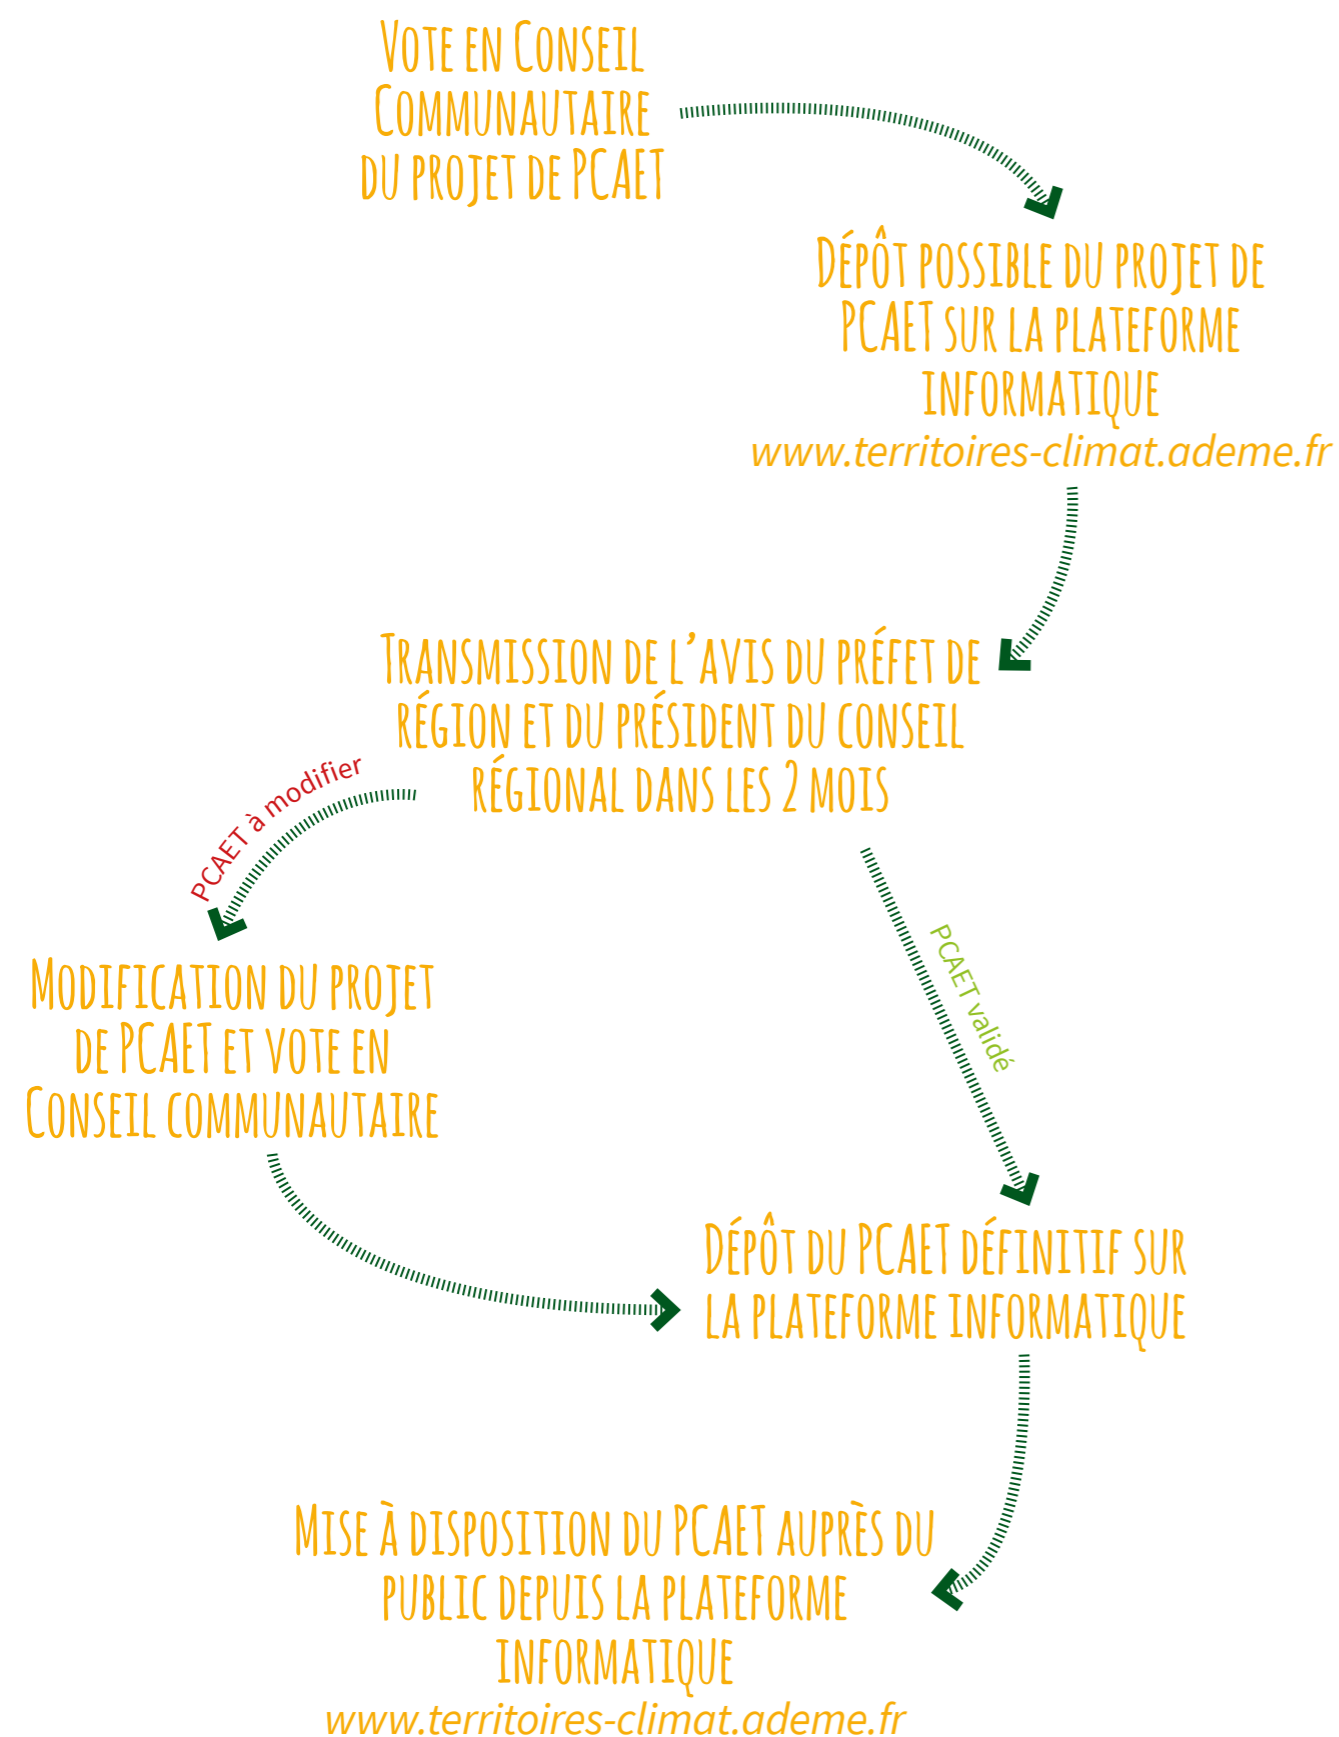 Vote en Conseil
Communautaire
du projet de PCAET
Dépôt possible du projet de
PCAET sur la plateforme
informatique
www.territoires-climat.ademe.fr
Transmission de l’avis du préfet de
région et du président du conseil
régional dans les 2 mois
PCAET à modifier
PCAET validé
Modification du projet
de PCAET et vote en
Conseil communautaire
Dépôt du PCAET définitif sur
la plateforme informatique
Mise à disposition du PCAET auprès du
public depuis la plateforme
informatique
www.territoires-climat.ademe.fr